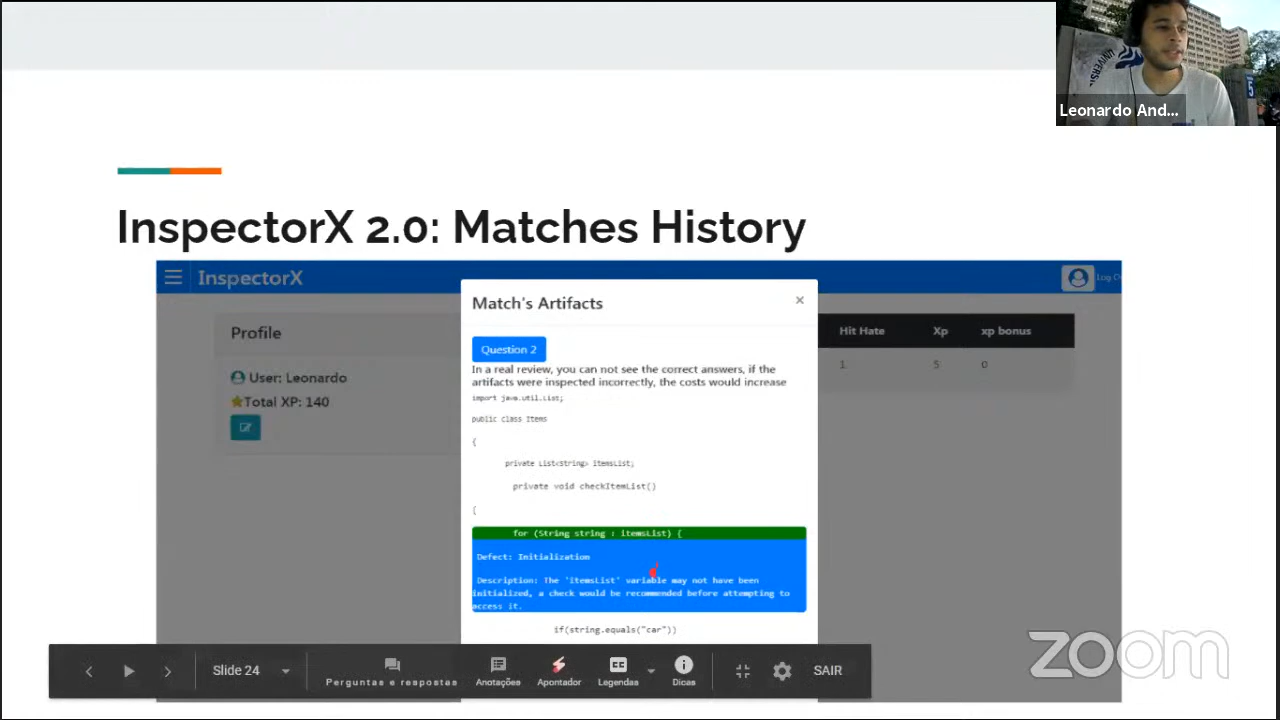 Leonardo And...
InspectorX 2.0: Matches History
InspectorX
Profile
User: Leonardo
Total XP: 140
Match's Artifacts
×
Question 2
In a real review, you can not see the correct answers, if the
artifacts were inspected incorrectly, the costs would increase
import java.util.List;
public class Items
{
private List<String> itemsList;
private void checkItemList()
{
for (String string : itemsList) {
Defect: Initialization
Description: The 'itemsList' variable may not have been
initialized, a check would be recommended before attempting to
access it.
if(string.equals("car"))
Hit Hate Xp xp bonus
1 5 0
Slide 24
Perguntas e respostas
Anotações
Apontador
Legendas
Dicas
SAIR
zoom